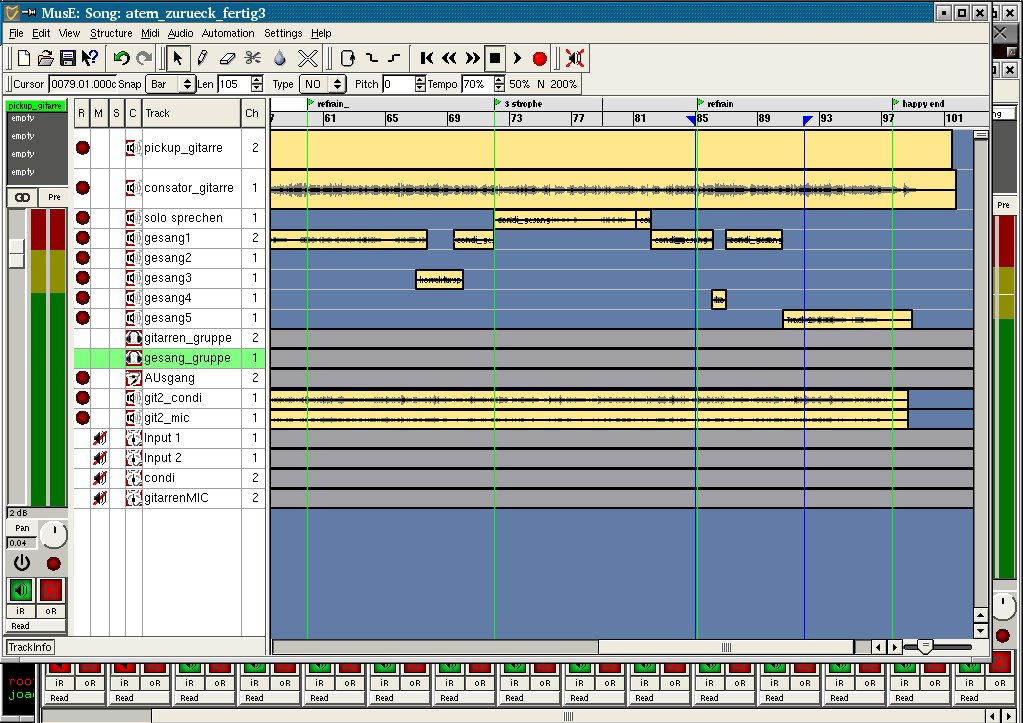 MusE: Song: atem_zurueck_fertig3
File Edit View Structure Midi Audio Automation Settings Help
Cursor 0079.01.000 Snap Bar Len 105 Type NO Pitch 0 Tempo 70% 50% N 200%
pickup_gitarre
empty
empty
empty
empty
Pre
2 dB
Pan
0.04
iR oR
Read
TrackInfo
R M S C Track Ch
pickup_gitarre 2
consator_gitarre 1
solo sprechen 1
gesang1 2
gesang2 1
gesang3 1
gesang4 1
gesang5 1
gitarren_gruppe 2
gesang_gruppe 1
AUsgang 2
git2_condi 1
git2_mic 1
Input 1 1
Input 2 1
condi 2
gitarrenMIC 2
refrain_ 3 strophe refrain happy end
61 65 69 73 77 81 85 89 93 97 101
condi_gesang
condi_ges
condi_gesang
Pre
iR oR iR oR iR oR iR oR iR oR iR oR iR oR iR oR iR oR iR oR iR oR iR oR iR oR iR oR iR oR
Read Read Read Read Read Read Read Read Read Read Read Read Read Read Read